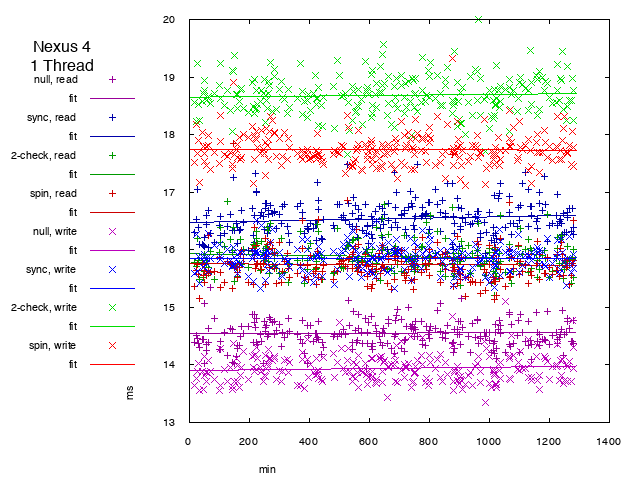 Nexus 4
1 Thread
null, read
fit
sync, read
fit
2-check, read
fit
spin, read
fit
null, write
fit
sync, write
fit
2-check, write
fit
spin, write
fit
ms
20
19
18
17
16
15
14
13
0 200 400 600 800 1000 1200 1400
min